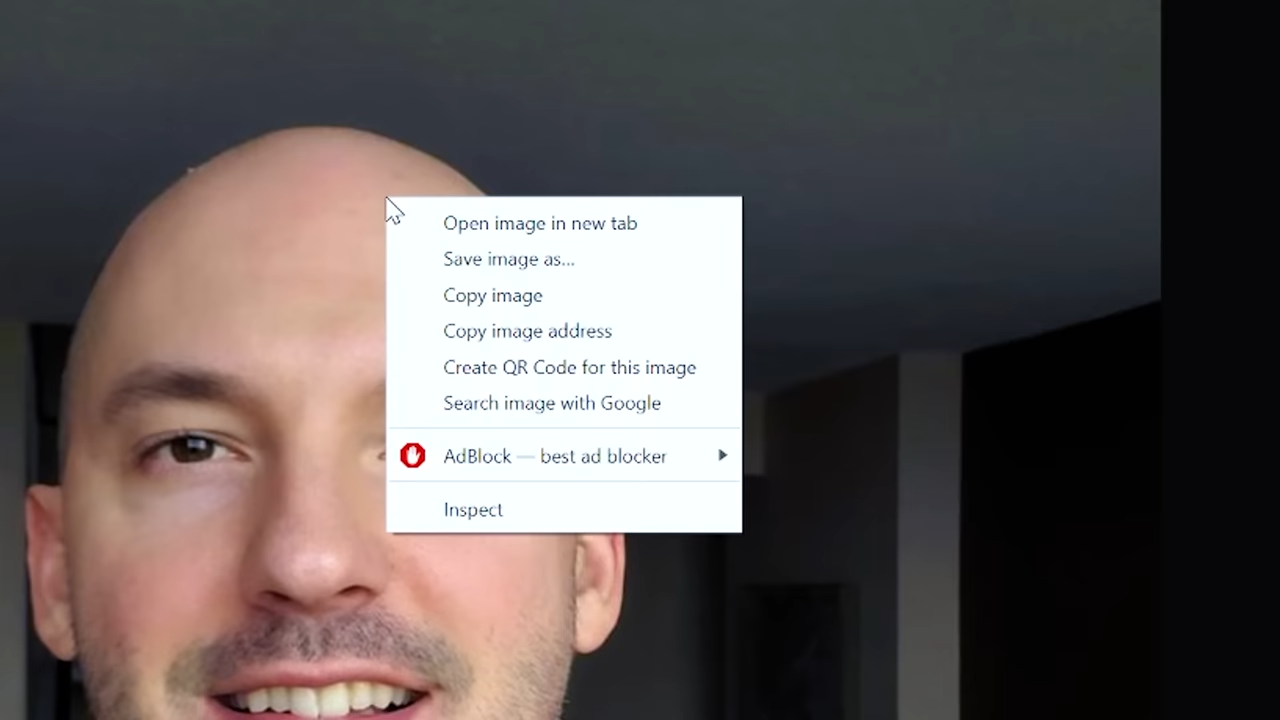 Open image in new tab
Save image as...
Copy image
Copy image address
Create QR Code for this image
Search image with Google
AdBlock — best ad blocker
Inspect